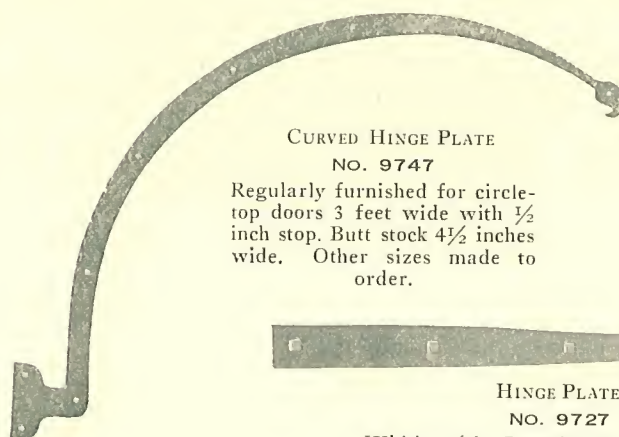 CURVED HINGE PLATE
NO. 9747
Regularly furnished for circle-
top doors 3 feet wide with ½
inch stop. Butt stock 4½ inches
wide. Other sizes made to
order.
HINGE PLATE
NO. 9727